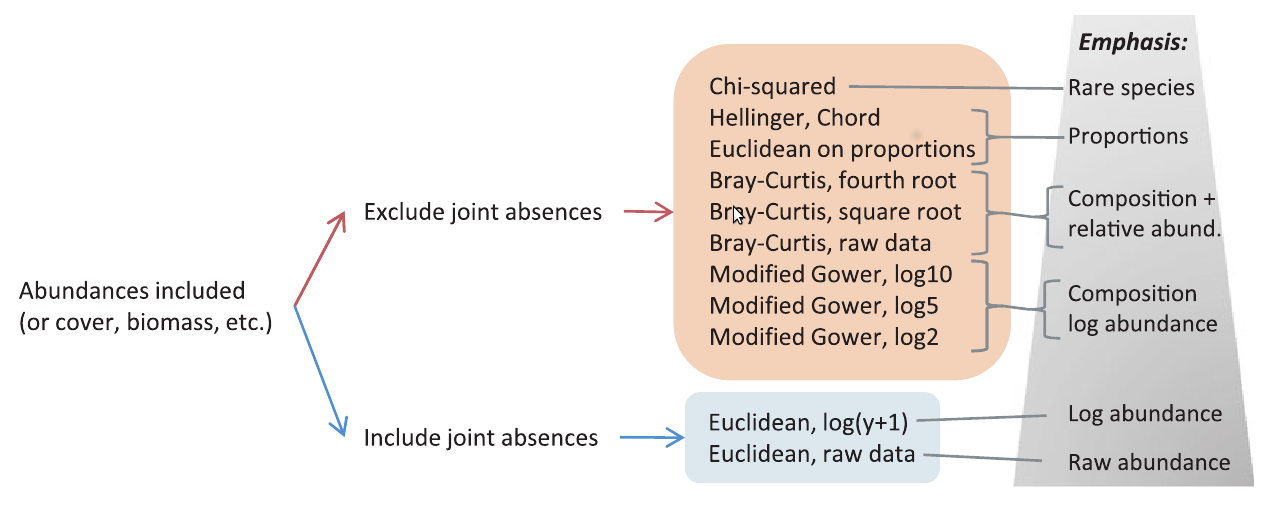 Emphasis:
Chi-squared
Rare species
Hellinger, Chord
Euclidean on proportions
Proportions
Bray-Curtis, fourth root
Bray-Curtis, square root
Bray-Curtis, raw data
Composition +
relative abund.
Exclude joint absences
Modified Gower, log10
Modified Gower, log5
Modified Gower, log2
Composition
log abundance
Abundances included
(or cover, biomass, etc.)
Include joint absences
Euclidean, log(y+1)
Euclidean, raw data
Log abundance
Raw abundance